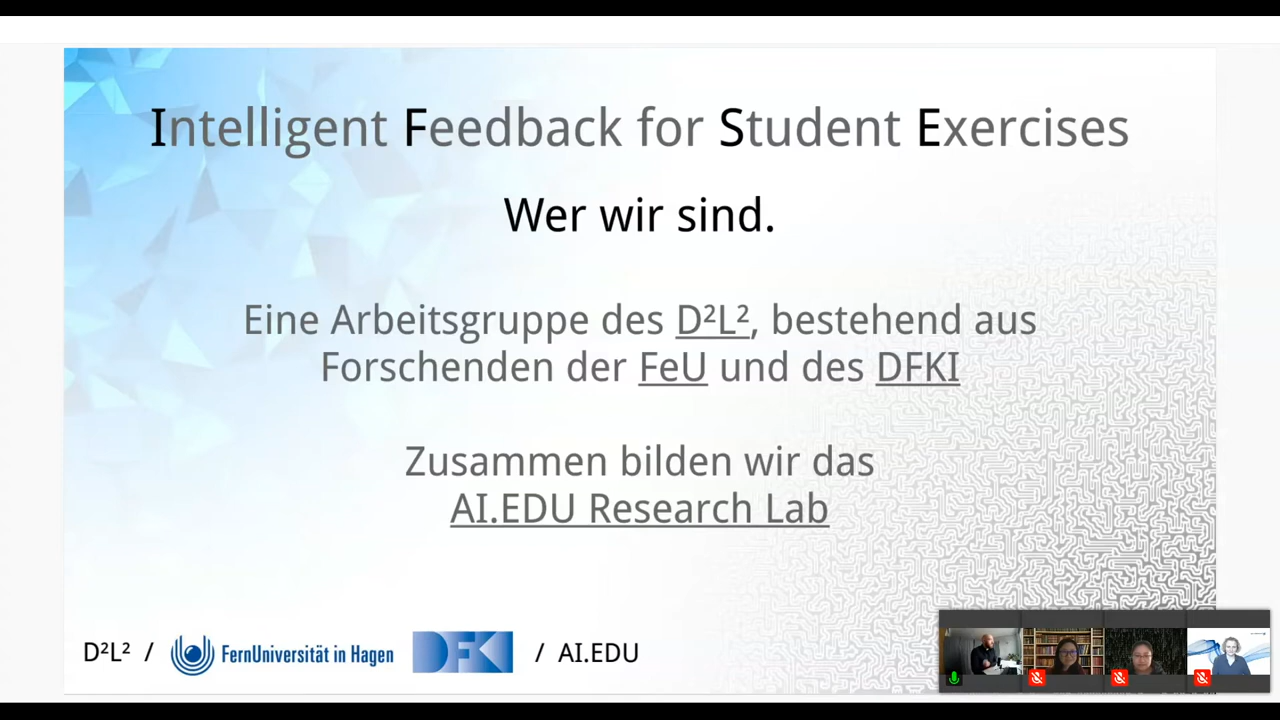 Intelligent Feedback for Student Exercises
Wer wir sind.
Eine Arbeitsgruppe des D²L², bestehend aus
Forschenden der FeU und des DFKI
Zusammen bilden wir das
AI.EDU Research Lab
D²L² / FernUniversität in Hagen DFKI / AI.EDU